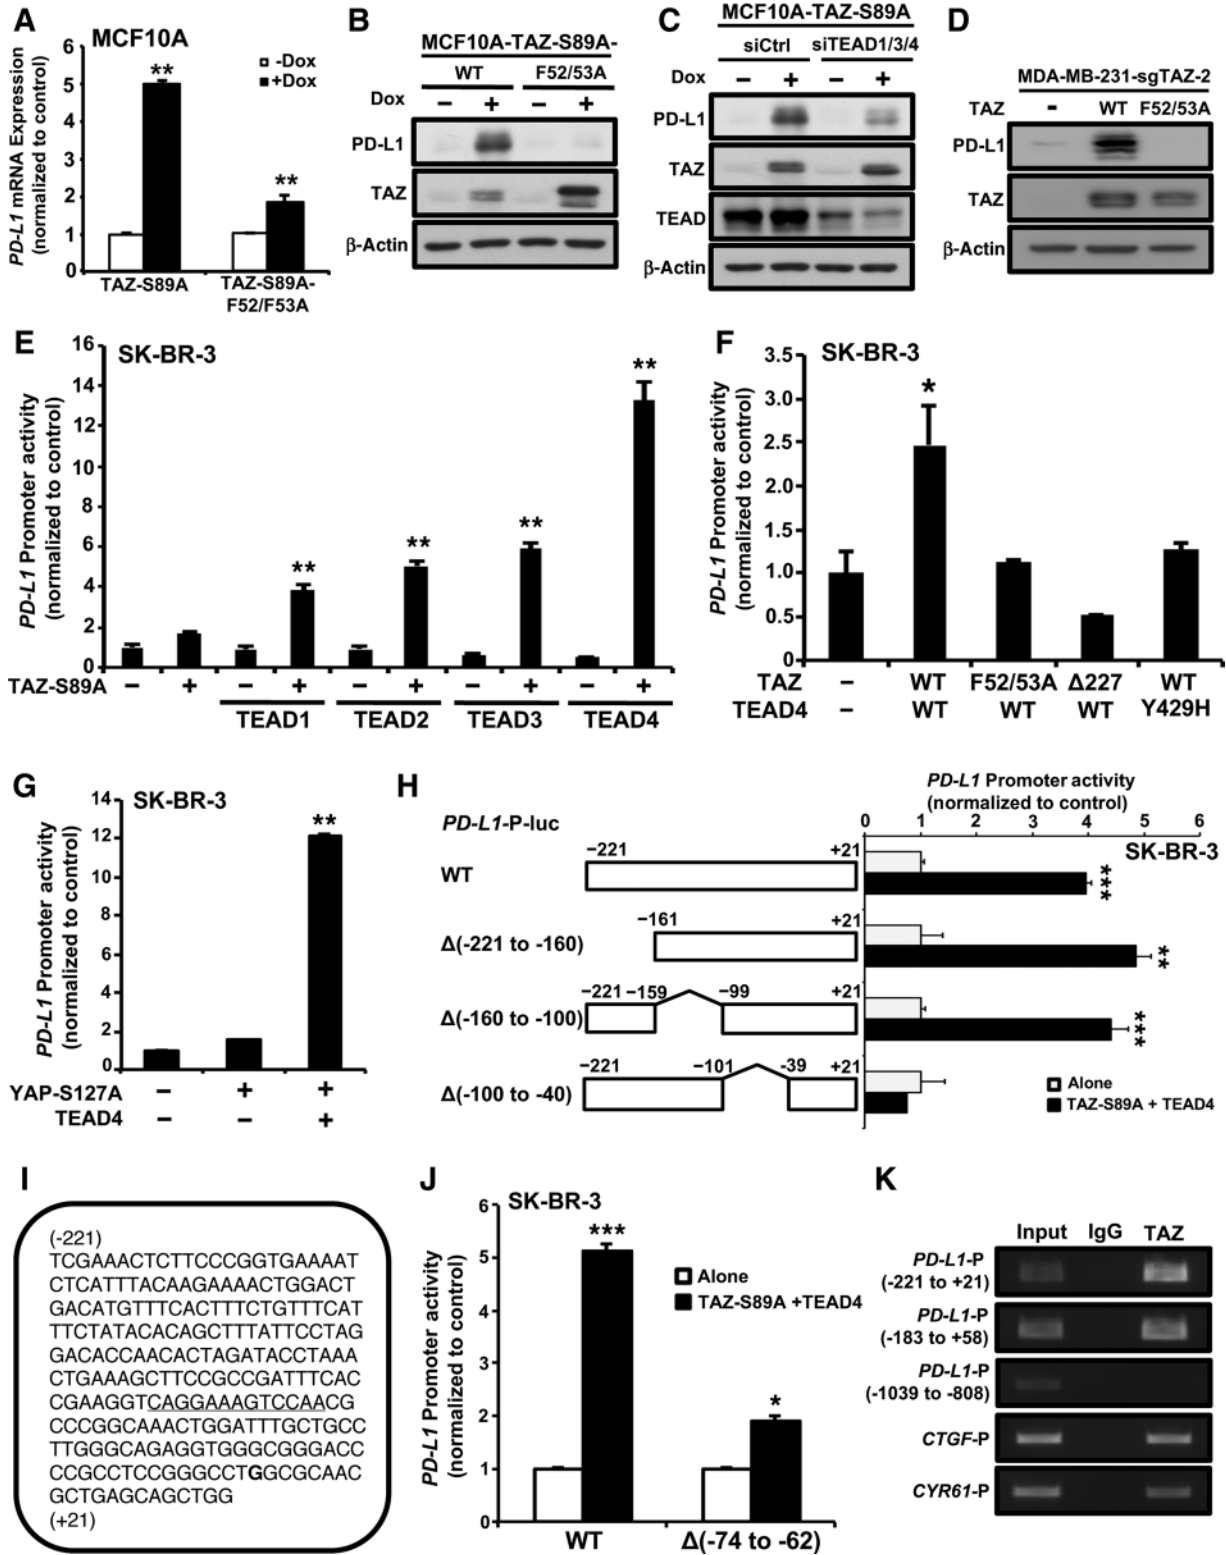 A
MCF10A
PD-L1 mRNA Expression
(normalized to control)
6
5
4
3
2
1
0
-Dox
+Dox
**
**
TAZ-S89A
TAZ-S89A-
F52/F53A
B
MCF10A-TAZ-S89A-
WT F52/53A
Dox − + − +
PD-L1
TAZ
β-Actin
C
MCF10A-TAZ-S89A
siCtrl siTEAD1/3/4
Dox − + − +
PD-L1
TAZ
TEAD
β-Actin
D
MDA-MB-231-sgTAZ-2
TAZ - WT F52/53A
PD-L1
TAZ
β-Actin
E
SK-BR-3
PD-L1 Promoter activity
(normalized to control)
16
14
12
10
8
6
4
2
0
**
**
**
**
TAZ-S89A − + − + − + − + − +
TEAD1 TEAD2 TEAD3 TEAD4
F
SK-BR-3
PD-L1 Promoter activity
(normalized to control)
3.5
3.0
2.5
2.0
1.5
1.0
0.5
0
*
TAZ − WT F52/53A Δ227 WT
TEAD4 − WT WT WT Y429H
G
SK-BR-3
PD-L1 Promoter activity
(normalized to control)
14
12
10
8
6
4
2
0
**
YAP-S127A − + +
TEAD4 − − +
H
PD-L1 Promoter activity
(normalized to control)
0 1 2 3 4 5 6
SK-BR-3
PD-L1-P-luc
−221 +21
WT
***
−161 +21
Δ(-221 to -160)
**
−221 −159 −99 +21
Δ(-160 to -100)
***
−221 −101 -39 +21
Δ(-100 to -40)
Alone
TAZ-S89A + TEAD4
I
(-221)
TCGAAACTCTTCCCGGTGAAAAT
CTCATTTACAAGAAAACTGGACT
GACATGTTTCACTTTCTGTTTCAT
TTCTATACACAGCTTTATTCCTAG
GACACCAACACTAGATACCTAAA
CTGAAAGCTTCCGCCGATTTCAC
CGAAGGTCAGGAAAGTCCAACG
CCCGGCAAACTGGATTTGCTGCC
TTGGGCAGAGGTGGGCGGGACC
CCGCCTCCGGGCCTGGCGCAAC
GCTGAGCAGCTGG
(+21)
J
SK-BR-3
PD-L1 Promoter activity
(normalized to control)
6
5
4
3
2
1
0
***
*
Alone
TAZ-S89A +TEAD4
WT Δ(-74 to -62)
K
Input IgG TAZ
PD-L1-P
(-221 to +21)
PD-L1-P
(-183 to +58)
PD-L1-P
(-1039 to -808)
CTGF-P
CYR61-P